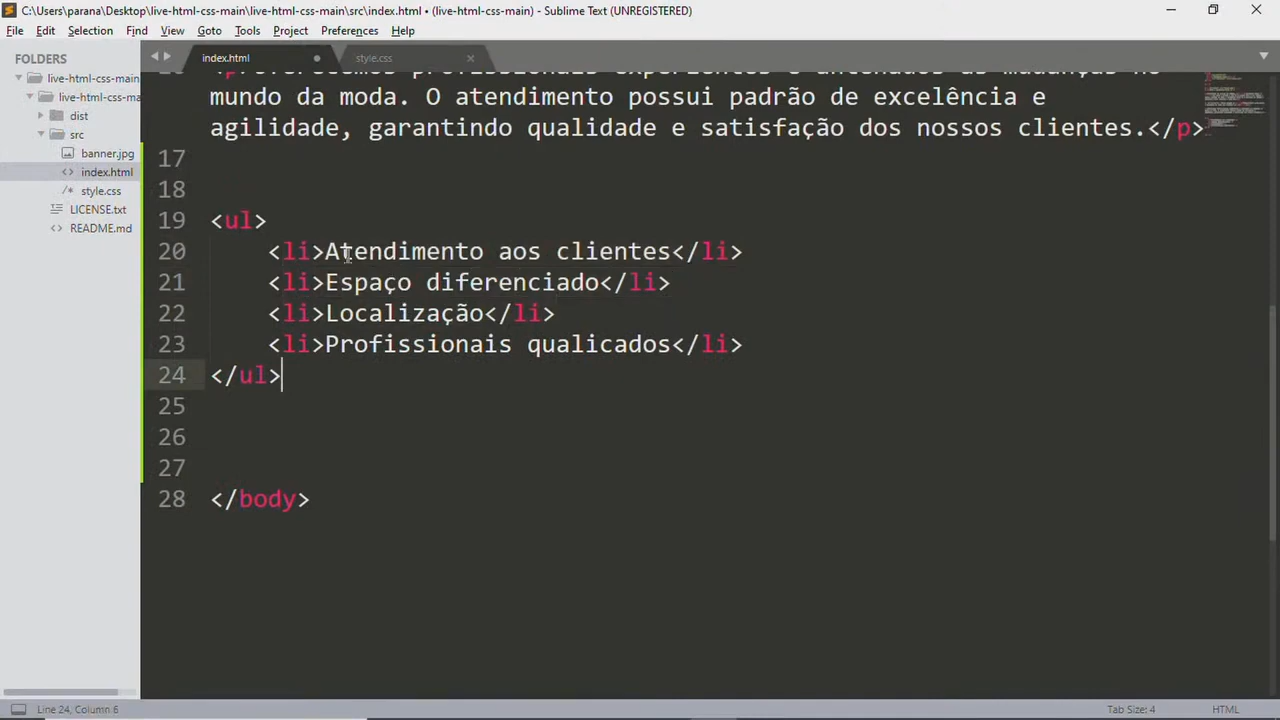 C:\Users\parana\Desktop\live-html-css-main\live-html-css-main\src\index.html • (live-html-css-main) - Sublime Text (UNREGISTERED)
File Edit Selection Find View Goto Tools Project Preferences Help
FOLDERS
live-html-css-main
live-html-css-ma
dist
src
banner.jpg
index.html
style.css
LICENSE.txt
README.md
index.html
style.css
mundo da moda. O atendimento possui padrão de excelência e
agilidade, garantindo qualidade e satisfação dos nossos clientes.</p>
17
18
19 <ul>
20 <li>Atendimento aos clientes</li>
21 <li>Espaço diferenciado</li>
22 <li>Localização</li>
23 <li>Profissionais qualicados</li>
24 </ul>
25
26
27
28 </body>
Line 24, Column 6
Tab Size: 4
HTML